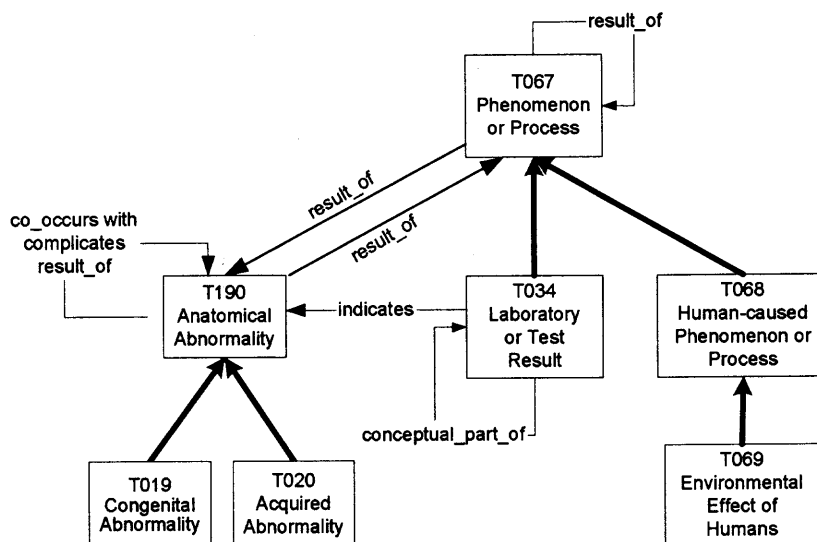 result_of
T067
Phenomenon
or Process
result_of
result_of
co_occurs with
complicates
result_of
T190
Anatomical
Abnormality
indicates
T034
Laboratory
or Test
Result
T068
Human-caused
Phenomenon or
Process
conceptual_part_of
T019
Congenital
Abnormality
T020
Acquired
Abnormality
T069
Environmental
Effect of
Humans